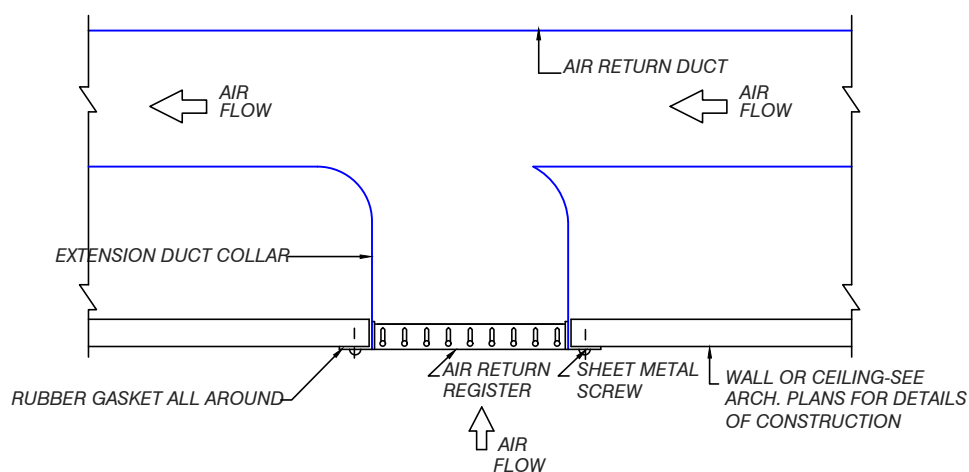 AIR RETURN DUCT
AIR
FLOW
AIR
FLOW
EXTENSION DUCT COLLAR
RUBBER GASKET ALL AROUND
AIR RETURN
REGISTER
SHEET METAL
SCREW
WALL OR CEILING-SEE
ARCH. PLANS FOR DETAILS
OF CONSTRUCTION
AIR
FLOW